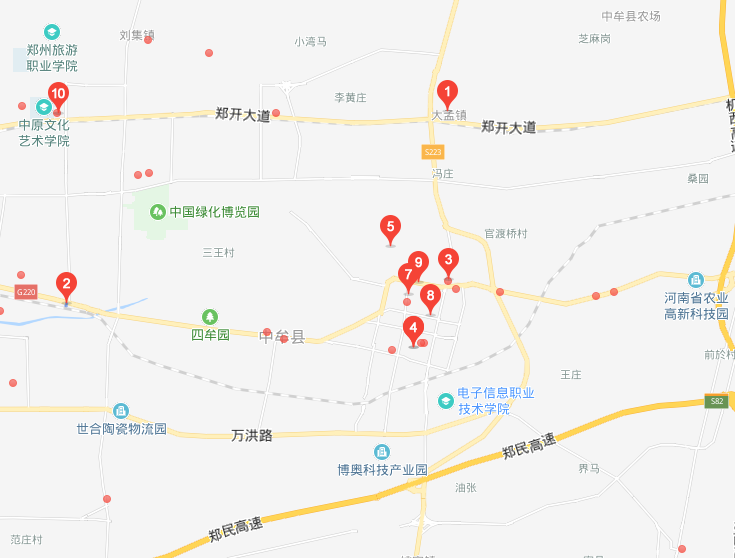 中牟县农场
刘集镇
芝麻岗
小湾马
郑州旅游
职业学院
10
1
李黄庄
郑开大道
大孟镇
郑开大道
中原文化
艺术学院
S223
冯庄
桑园
中国绿化博览园
5
官渡桥村
三王村
9
3
7
2
G220
8
河南省农业
高新科技园
4
四牟园
中牟县
前於村
王庄
电子信息职业
技术学院
S82
世合陶瓷物流园
万洪路
郑民高速
博奥科技产业园
界马
油张
郑民高速
范庄村